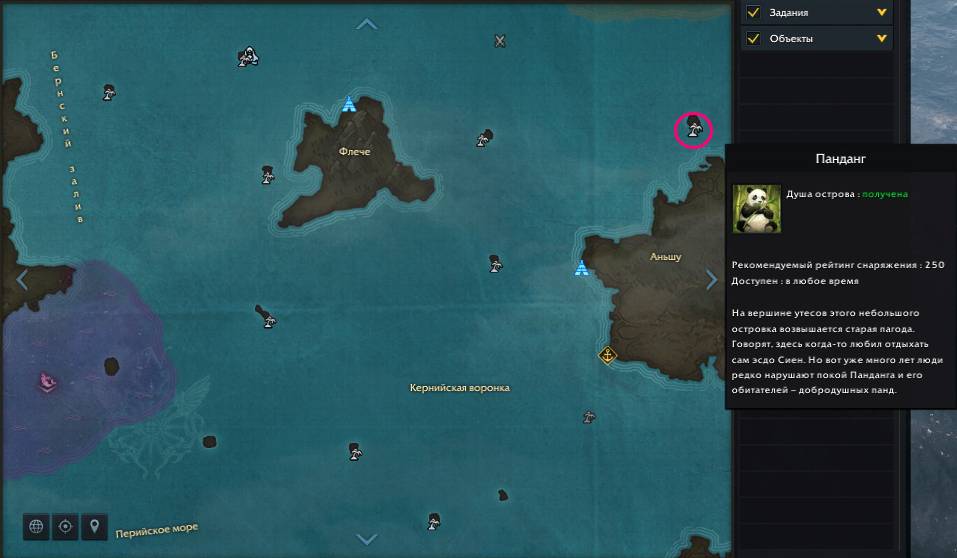 Задания
Объекты
Бернский залив
Флече
Панданг
Душа острова : получена
Аньшу
Рекомендуемый рейтинг снаряжения : 250
Доступен : в любое время
На вершине утесов этого небольшого
островка возвышается старая пагода.
Говорят, здесь когда-то любил отдыхать
сам эсдо Сиен. Но вот уже много лет люди
редко нарушают покой Панданга и его
обитателей – добродушных панд.
Кернийская воронка
Перийское море